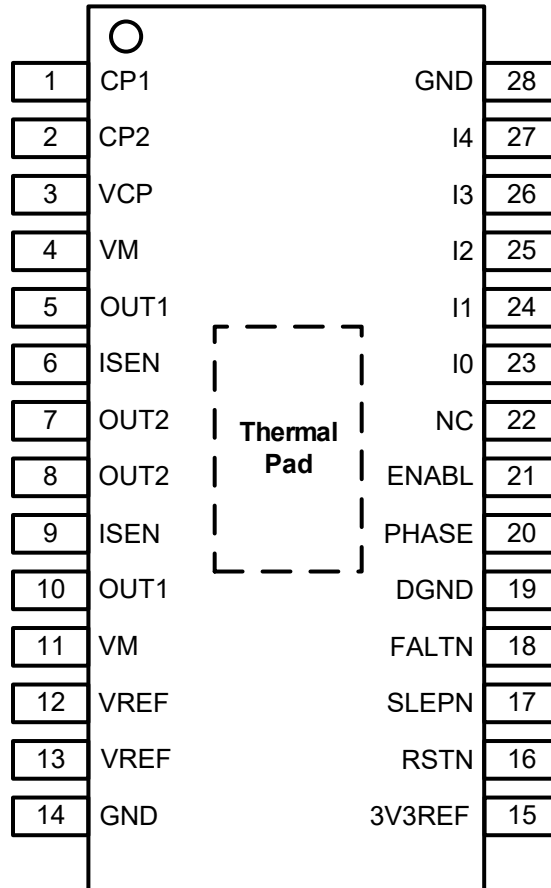 1 CP1 GND 28
2 CP2 I4 27
3 VCP I3 26
4 VM I2 25
5 OUT1 I1 24
6 ISEN I0 23
7 OUT2 NC 22
8 OUT2 ENABL 21
9 ISEN PHASE 20
10 OUT1 DGND 19
11 VM FALTN 18
12 VREF SLEPN 17
13 VREF RSTN 16
14 GND 3V3REF 15
Thermal
Pad